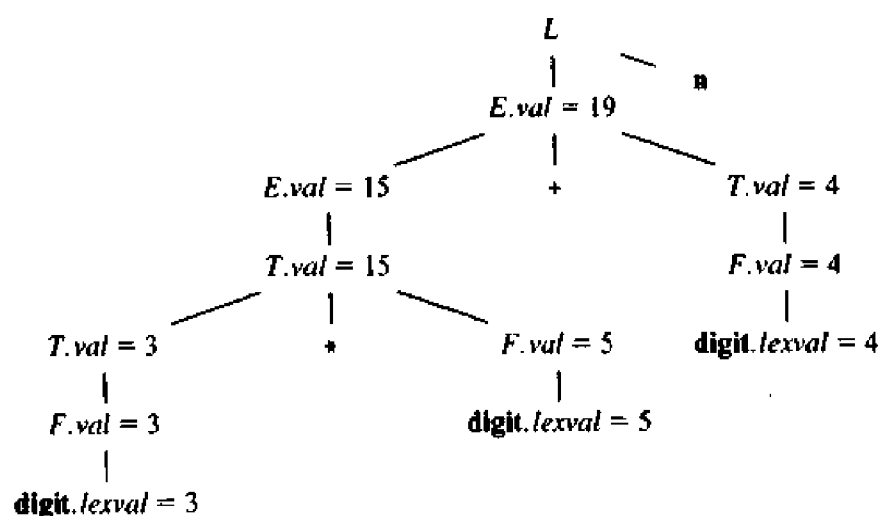 L
n
E.val = 19
E.val = 15 + T.val = 4
T.val = 15 F.val = 4
T.val = 3 * F.val = 5 digit.lexval = 4
F.val = 3 digit.lexval = 5
digit.lexval = 3